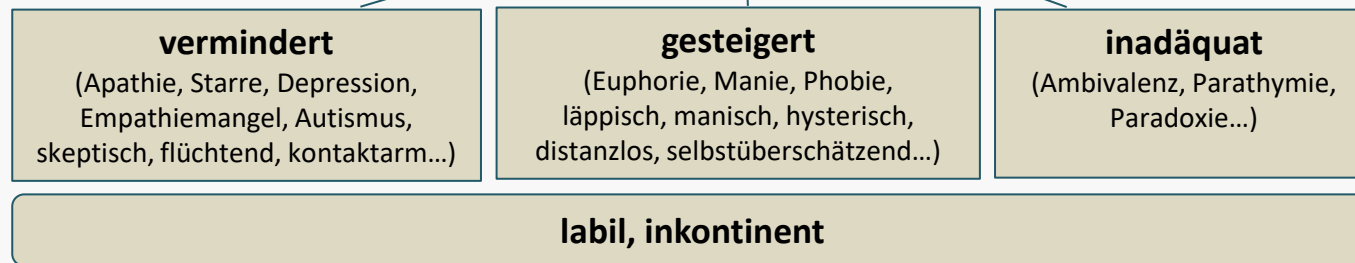 vermindert
(Apathie, Starre, Depression,
Empathiemangel, Autismus,
skeptisch, flüchtend, kontaktarm…)
gesteigert
(Euphorie, Manie, Phobie,
läppisch, manisch, hysterisch,
distanzlos, selbstüberschätzend…)
inadäquat
(Ambivalenz, Parathymie,
Paradoxie…)
labil, inkontinent